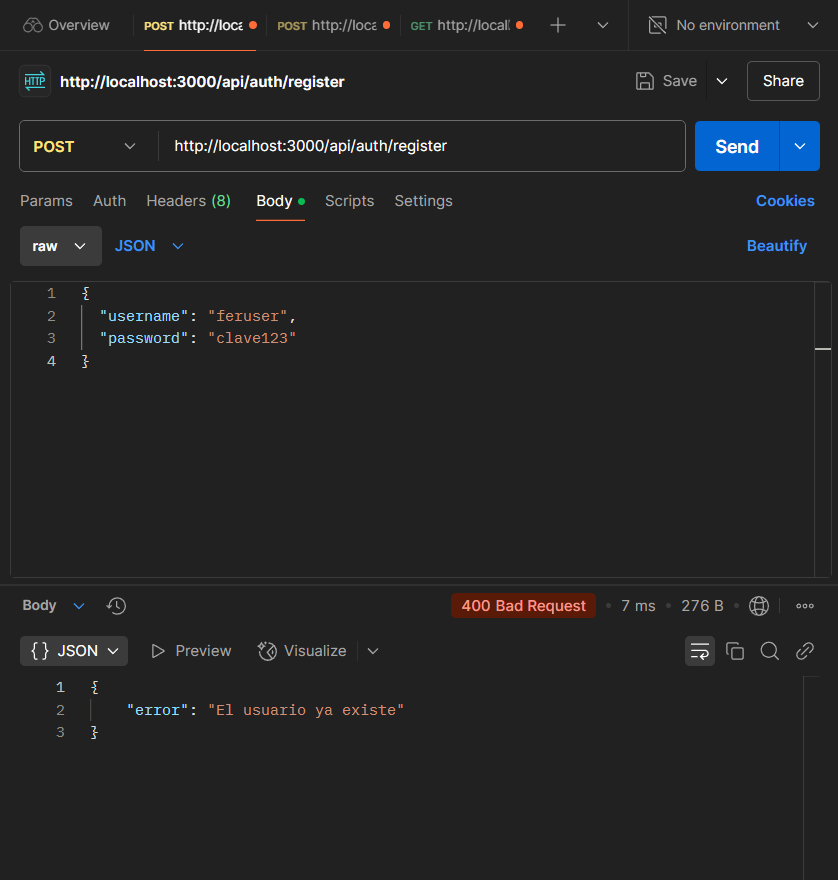 Overview POST http://loca POST http://loca GET http://local No environment
HTTP http://localhost:3000/api/auth/register Save Share
POST http://localhost:3000/api/auth/register Send
Params Auth Headers (8) Body Scripts Settings Cookies
raw JSON Beautify
1 {
2 "username": "feruser",
3 "password": "clave123"
4 }
Body 400 Bad Request 7 ms 276 B
{} JSON Preview Visualize
1 {
2 "error": "El usuario ya existe"
3 }